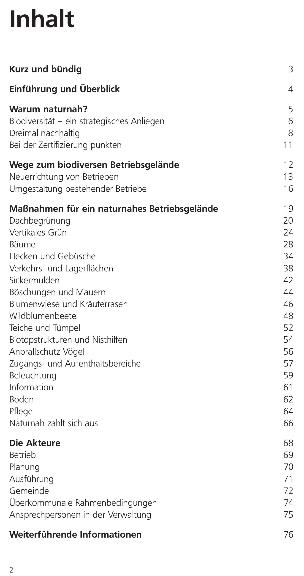 Inhalt
Kurz und bündig 3
Einführung und Überblick 4
Warum naturnah? 5
Biodiversität – ein strategisches Anliegen 6
Dreimal nachhaltig 8
Bei der Zertifizierung punkten 11
Wege zum biodiversen Betriebsgelände 12
Neuerrichtung von Betrieben 13
Umgestaltung bestehender Betriebe 16
Maßnahmen für ein naturnahes Betriebsgelände 19
Dachbegrünung 20
Vertikales Grün 24
Bäume 28
Hecken und Gebüsche 34
Verkehrs- und Lagerflächen 38
Sickermulden 42
Böschungen und Mauern 44
Blumenwiese und Kräuterrasen 46
Wildblumenbeete 48
Teiche und Tümpel 52
Biotopstrukturen und Nisthilfen 54
Anprallschutz Vögel 56
Zugangs- und Aufenthaltsbereiche 57
Beleuchtung 59
Information 61
Boden 62
Pflege 64
Naturnah zahlt sich aus 66
Die Akteure 68
Betrieb 69
Planung 70
Ausführung 71
Gemeinde 72
Überkommunale Rahmenbedingungen 74
Ansprechpersonen in der Verwaltung 75
Weiterführende Informationen 76
2